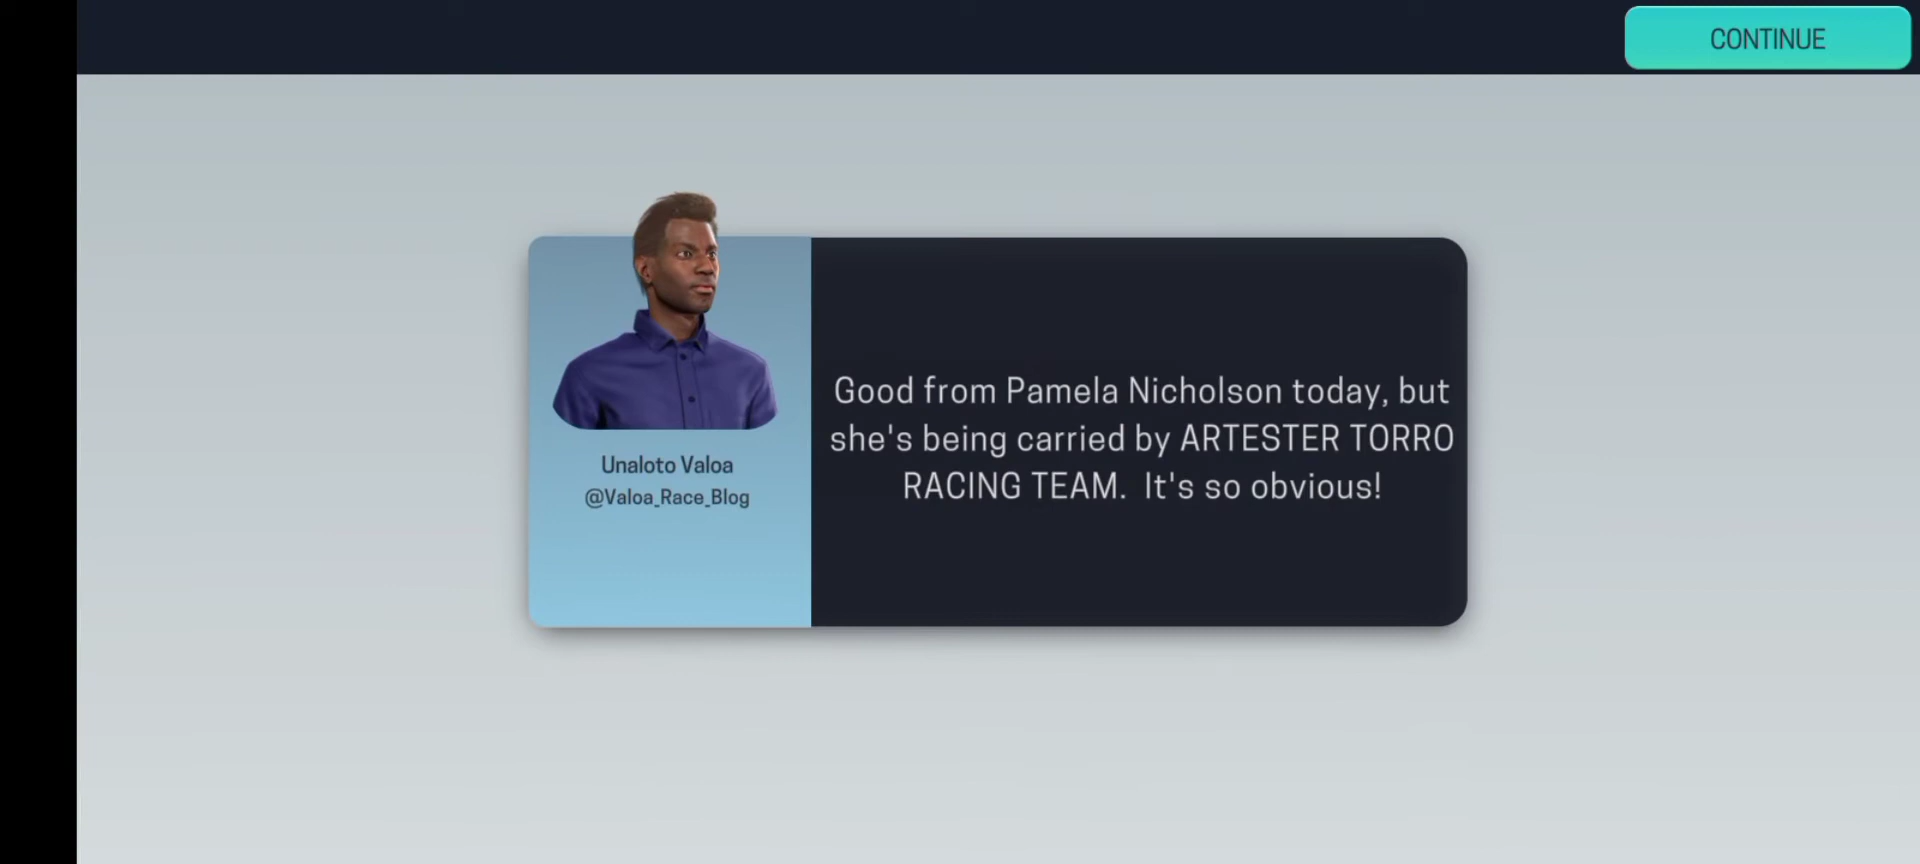 CONTINUE
Unaloto Valoa
@Valoa_Race_Blog
Good from Pamela Nicholson today, but
she's being carried by ARTESTER TORRO
RACING TEAM.  It's so obvious!